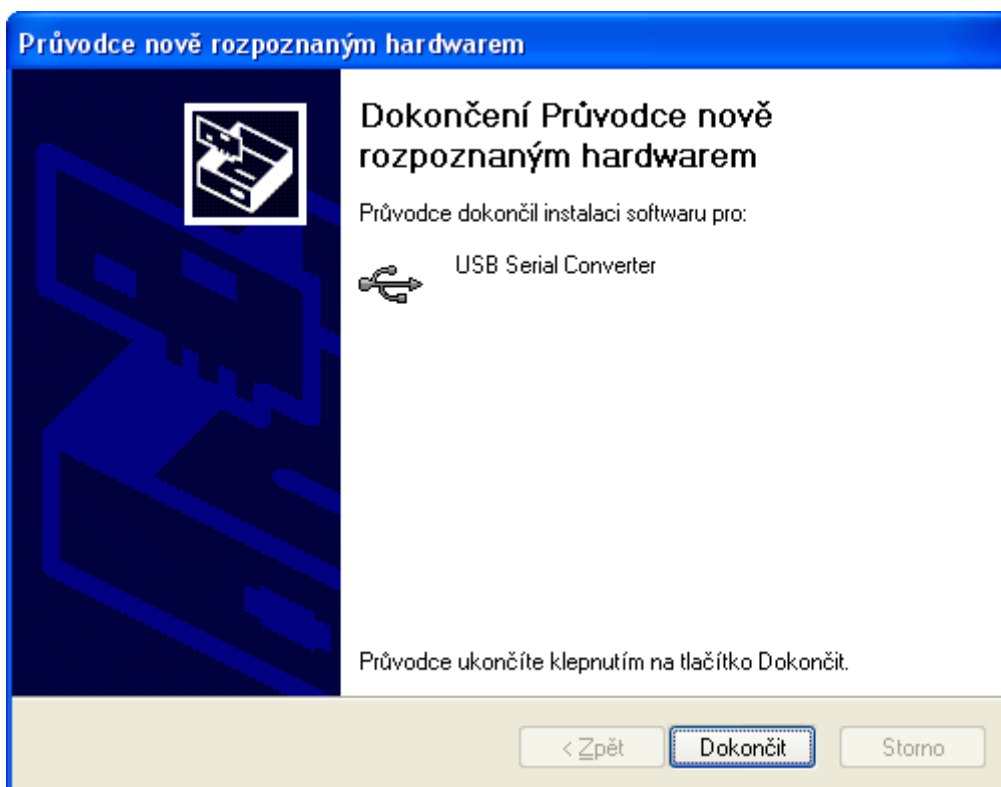 Průvodce nově rozpoznaným hardwarem
Dokončení Průvodce nově
rozpoznaným hardwarem
Průvodce dokončil instalaci softwaru pro:
USB Serial Converter
Průvodce ukončíte klepnutím na tlačítko Dokončit.
< Zpět
Dokončit
Storno